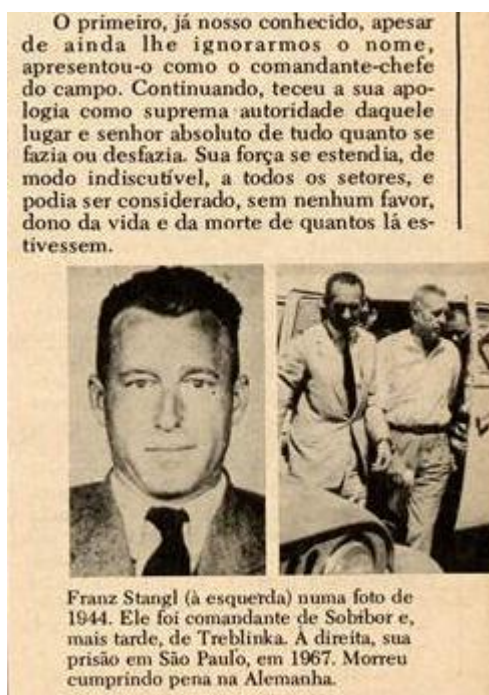 O primeiro, já nosso conhecido, apesar
de ainda lhe ignorarmos o nome,
apresentou-o como o comandante-chefe
do campo. Continuando, teceu a sua apo-
logia como suprema autoridade daquele
lugar e senhor absoluto de tudo quanto se
fazia ou desfazia. Sua força se estendia, de
modo indiscutível, a todos os setores, e
podia ser considerado, sem nenhum favor,
dono da vida e da morte de quantos lá es-
tivessem.
Franz Stangl (à esquerda) numa foto de
1944. Ele foi comandante de Sobibor e,
mais tarde, de Treblinka. À direita, sua
prisão em São Paulo, em 1967. Morreu
cumprindo pena na Alemanha.